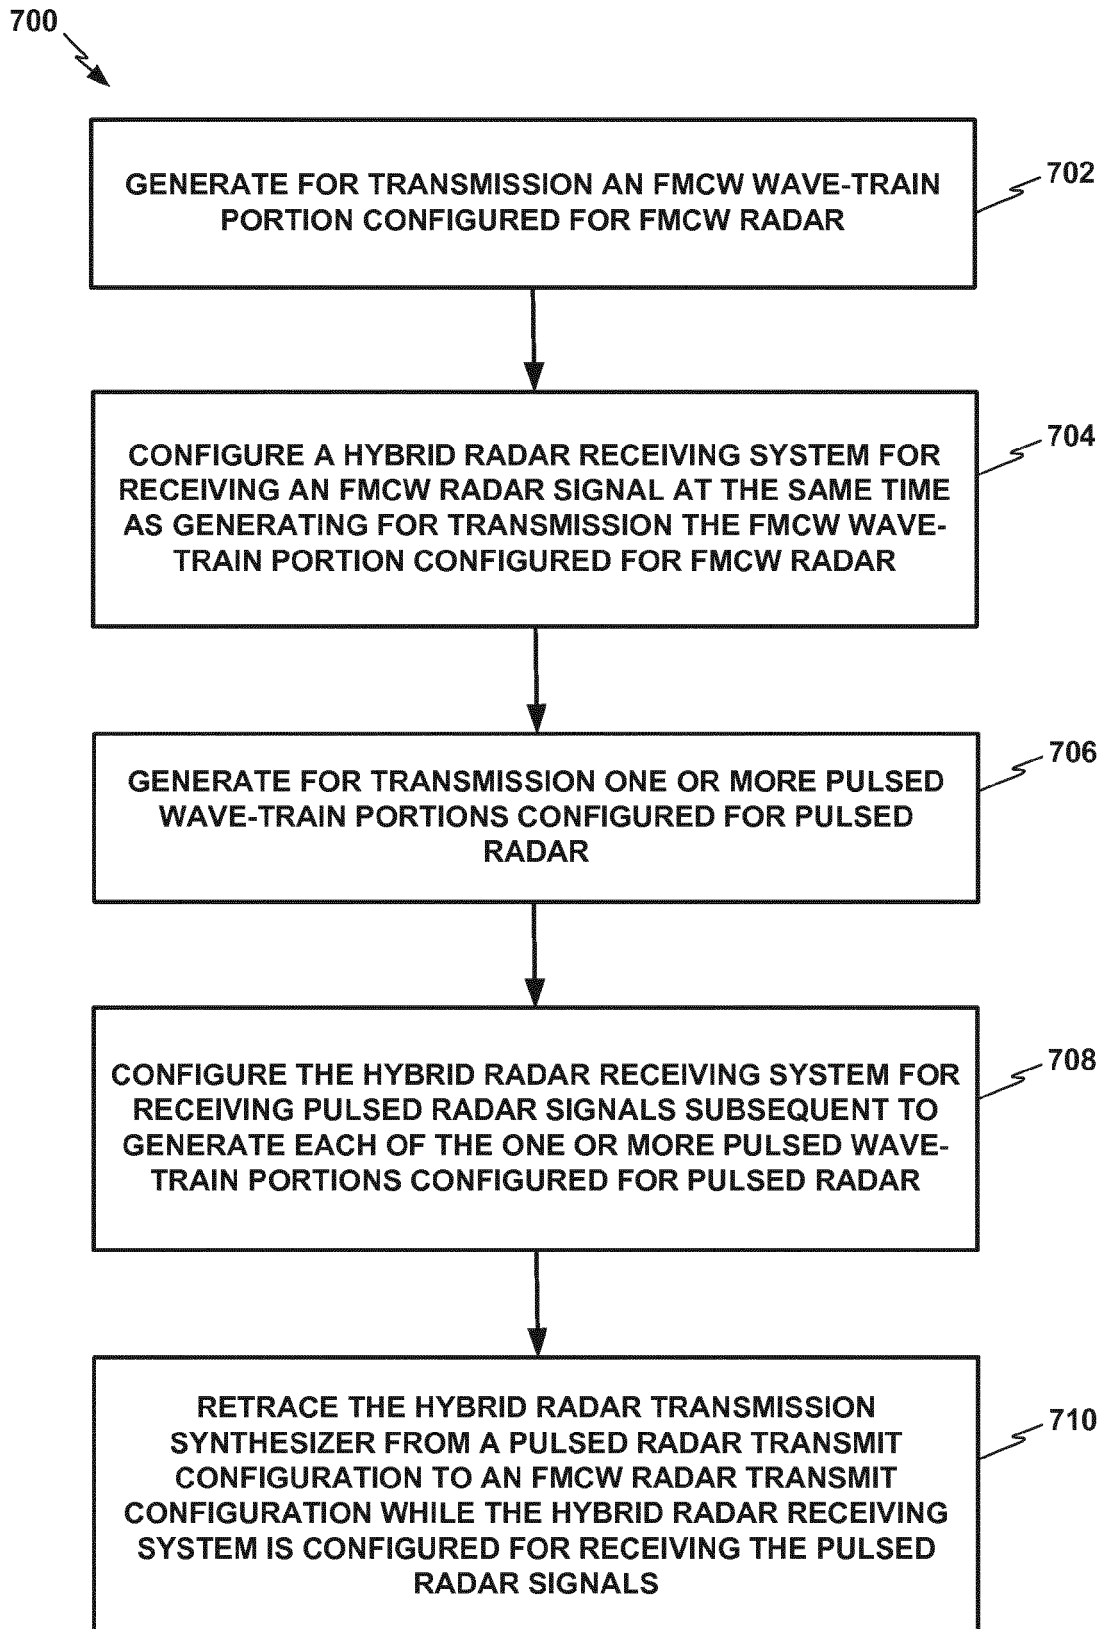 700
GENERATE FOR TRANSMISSION AN FMCW WAVE-TRAIN
PORTION CONFIGURED FOR FMCW RADAR
702
CONFIGURE A HYBRID RADAR RECEIVING SYSTEM FOR
RECEIVING AN FMCW RADAR SIGNAL AT THE SAME TIME
AS GENERATING FOR TRANSMISSION THE FMCW WAVE-
TRAIN PORTION CONFIGURED FOR FMCW RADAR
704
GENERATE FOR TRANSMISSION ONE OR MORE PULSED
WAVE-TRAIN PORTIONS CONFIGURED FOR PULSED
RADAR
706
CONFIGURE THE HYBRID RADAR RECEIVING SYSTEM FOR
RECEIVING PULSED RADAR SIGNALS SUBSEQUENT TO
GENERATE EACH OF THE ONE OR MORE PULSED WAVE-
TRAIN PORTIONS CONFIGURED FOR PULSED RADAR
708
RETRACE THE HYBRID RADAR TRANSMISSION
SYNTHESIZER FROM A PULSED RADAR TRANSMIT
CONFIGURATION TO AN FMCW RADAR TRANSMIT
CONFIGURATION WHILE THE HYBRID RADAR RECEIVING
SYSTEM IS CONFIGURED FOR RECEIVING THE PULSED
RADAR SIGNALS
710